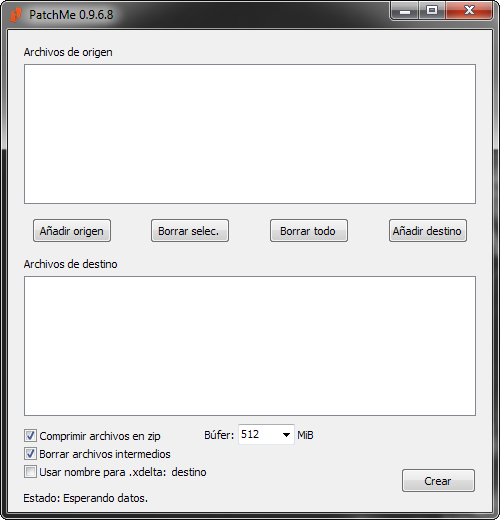 PatchMe 0.9.6.8
Archivos de origen
Añadir origen Borrar selec. Borrar todo Añadir destino
Archivos de destino
Comprimir archivos en zip Búfer: 512 MiB
Borrar archivos intermedios
Usar nombre para .xdelta: destino
Crear
Estado: Esperando datos.